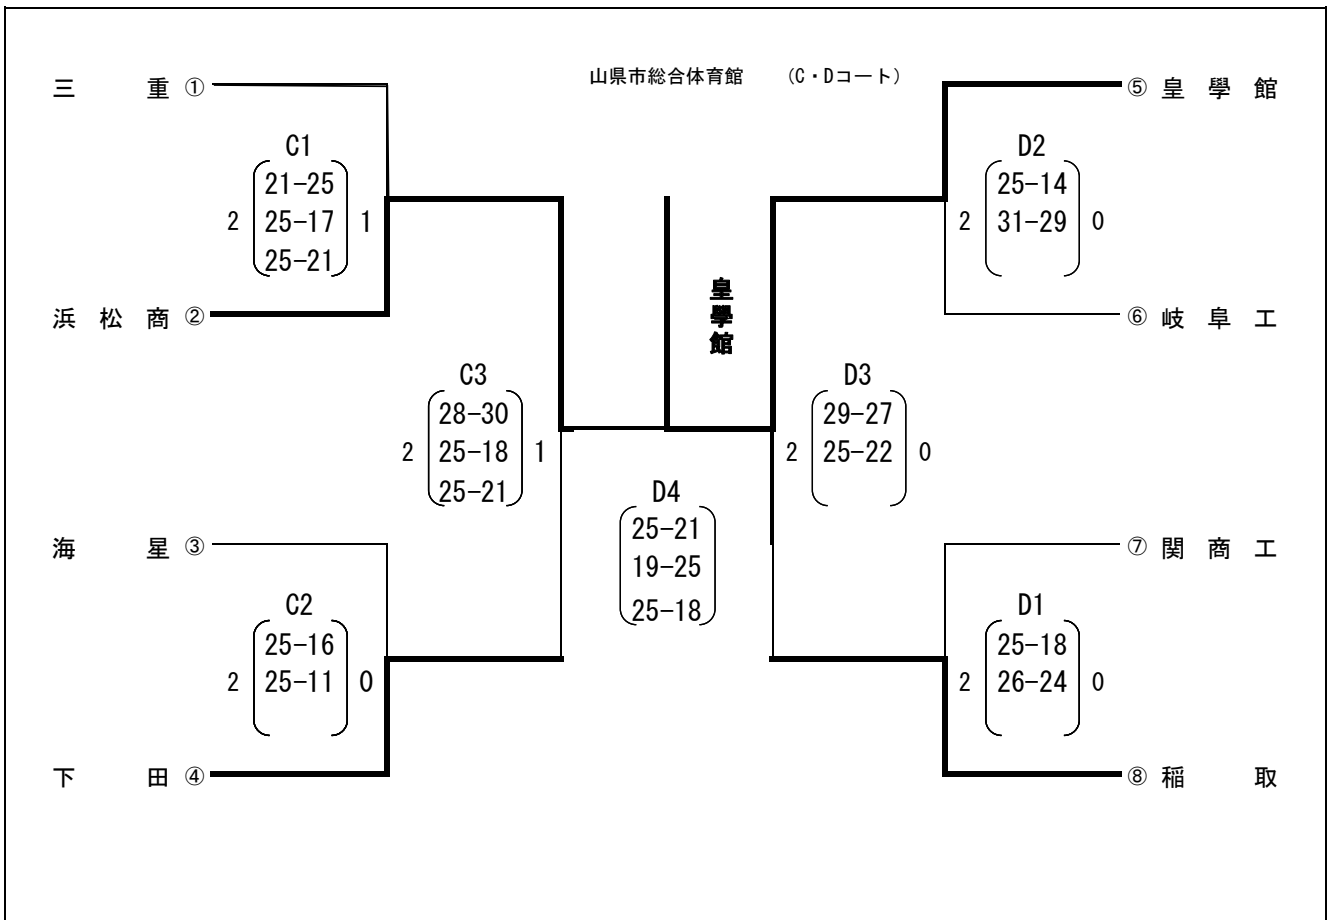 山県市総合体育館 （C・Dコート）
三 重 ①
C1
21-25
2 25-17 1
25-21
浜 松 商 ②
C3
28-30
2 25-18 1
25-21
海 星 ③
C2
25-16
2 25-11 0
下 田 ④
皇學館
D4
25-21
19-25
25-18
⑤ 皇 學 館
D2
25-14
2 31-29 0
⑥ 岐 阜 工
D3
29-27
2 25-22 0
⑦ 関 商 工
D1
25-18
2 26-24 0
⑧ 稲 取